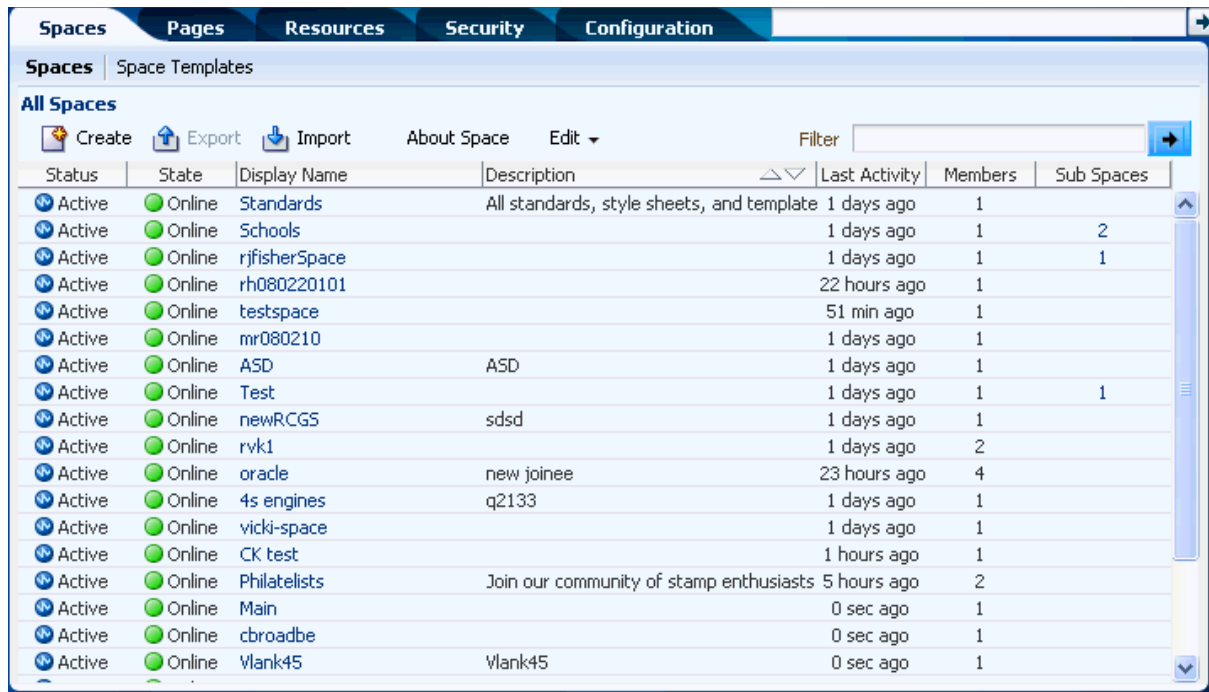 Spaces Pages Resources Security Configuration
Spaces Space Templates
All Spaces
Create Export Import About Space Edit Filter
Status State Display Name Description Last Activity Members Sub Spaces
Active Online Standards All standards, style sheets, and template 1 days ago 1
Active Online Schools 1 days ago 1 2
Active Online rjfisherSpace 1 days ago 1 1
Active Online rh080220101 22 hours ago 1
Active Online testspace 51 min ago 1
Active Online mr080210 1 days ago 1
Active Online ASD ASD 1 days ago 1
Active Online Test 1 days ago 1 1
Active Online newRCGS sdsd 1 days ago 1
Active Online rvk1 1 days ago 2
Active Online oracle new joinee 23 hours ago 4
Active Online 4s engines q2133 1 days ago 1
Active Online vicki-space 1 days ago 1
Active Online CK test 1 hours ago 1
Active Online Philatelists Join our community of stamp enthusiasts 5 hours ago 2
Active Online Main 0 sec ago 1
Active Online cbroadbe 0 sec ago 1
Active Online Vlank45 Vlank45 0 sec ago 1